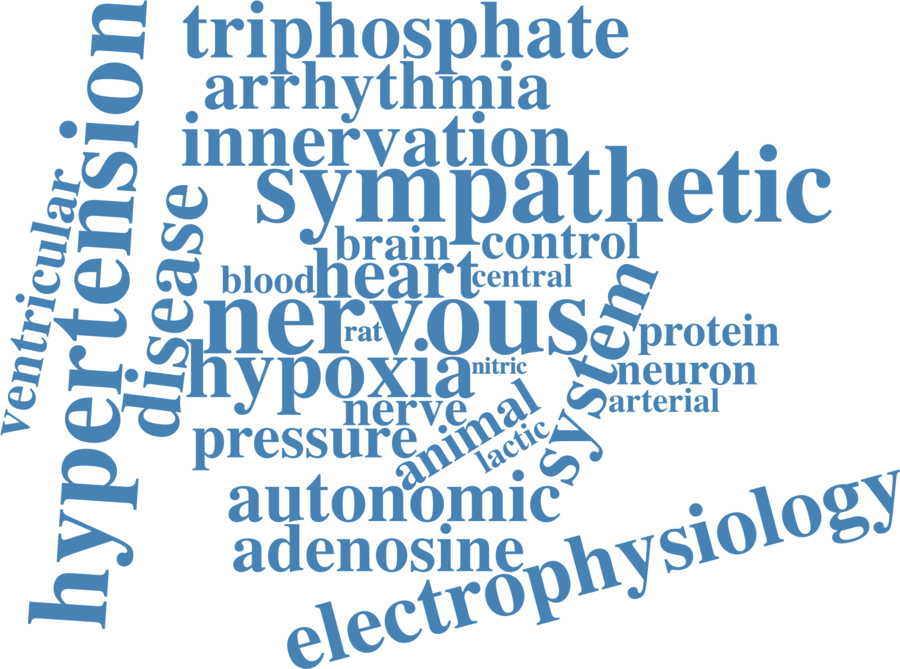 triphosphate
arrhythmia
innervation
sympathetic
hypertension
ventricular
disease
brain
control
blood
heart
central
nervous
rat
system
protein
hypoxia
nitric
neuron
nerve
animal
arterial
pressure
lactic
autonomic
adenosine
electrophysiology